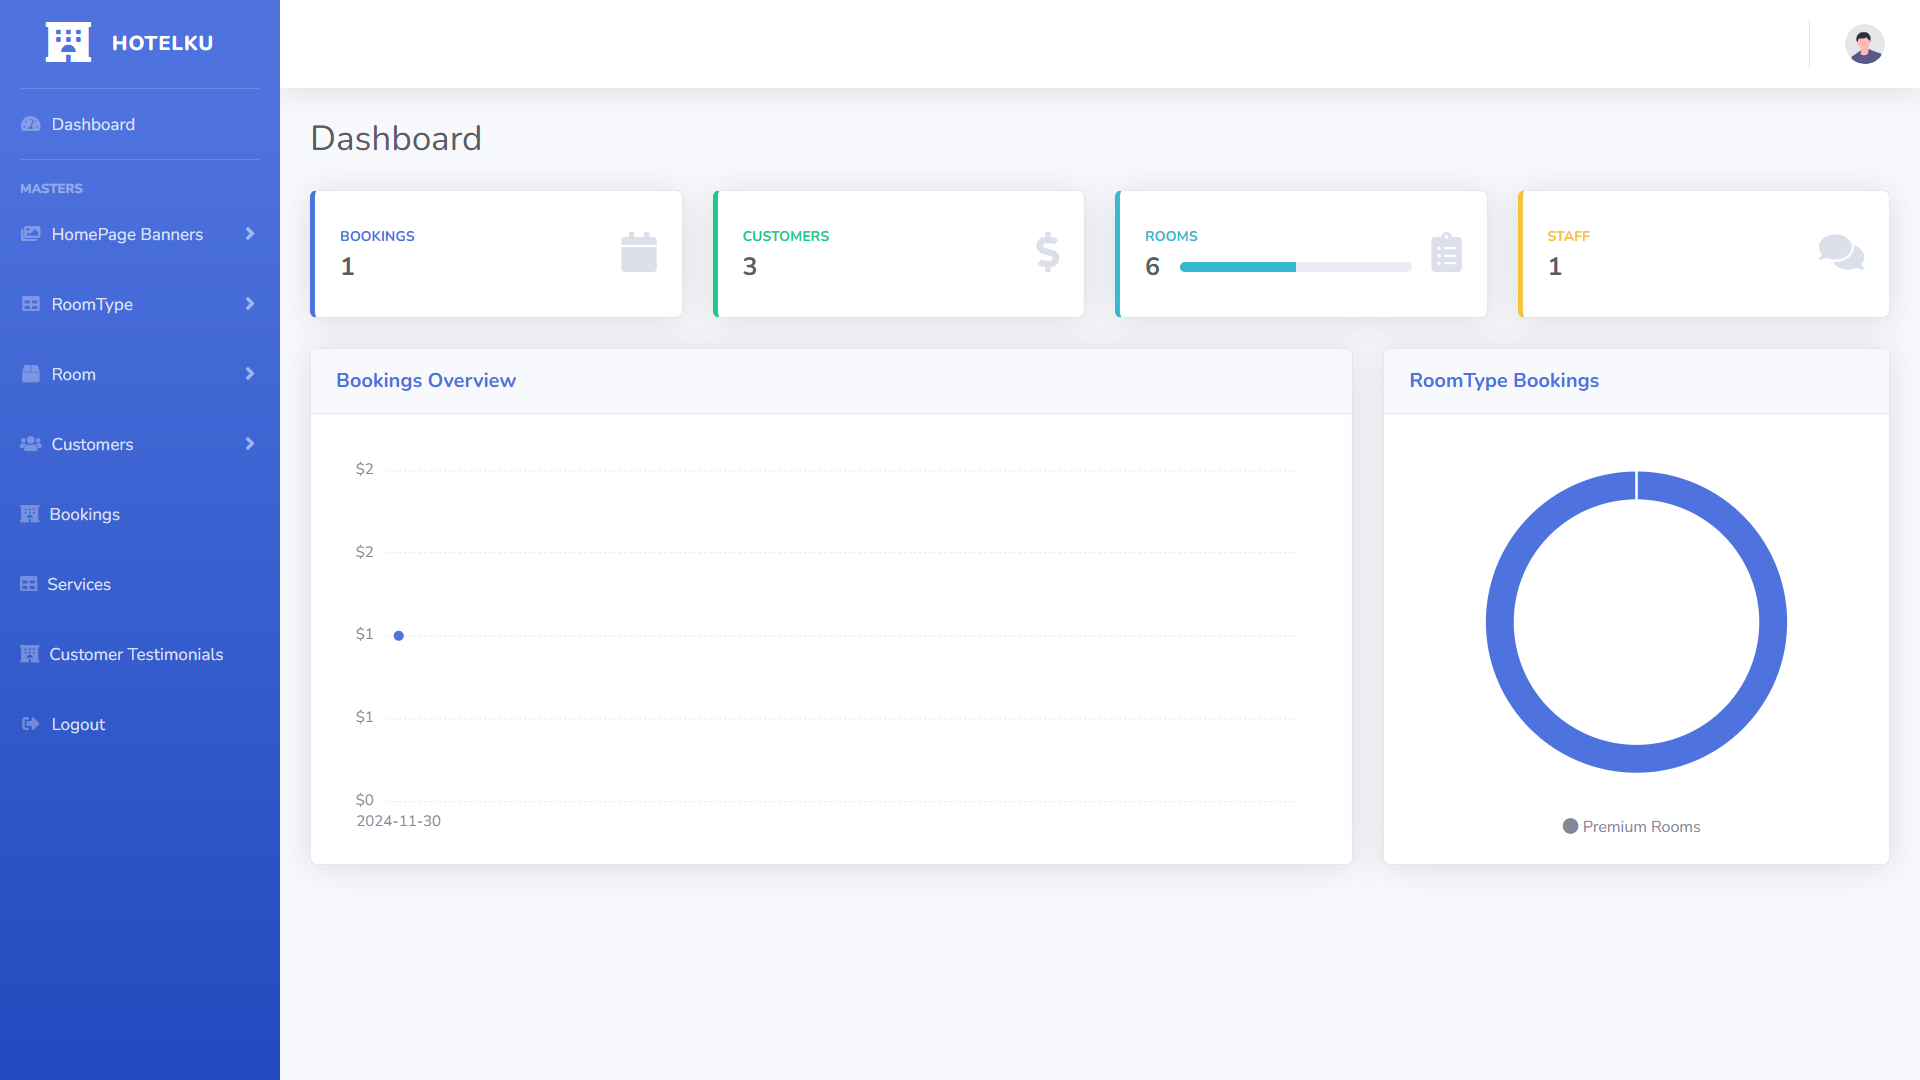 HOTELKU
Dashboard
MASTERS
HomePage Banners
RoomType
Room
Customers
Bookings
Services
Customer Testimonials
Logout
Dashboard
BOOKINGS
1
CUSTOMERS
3
ROOMS
6
STAFF
1
Bookings Overview
$2
$2
$1
$1
$0
2024-11-30
RoomType Bookings
Premium Rooms